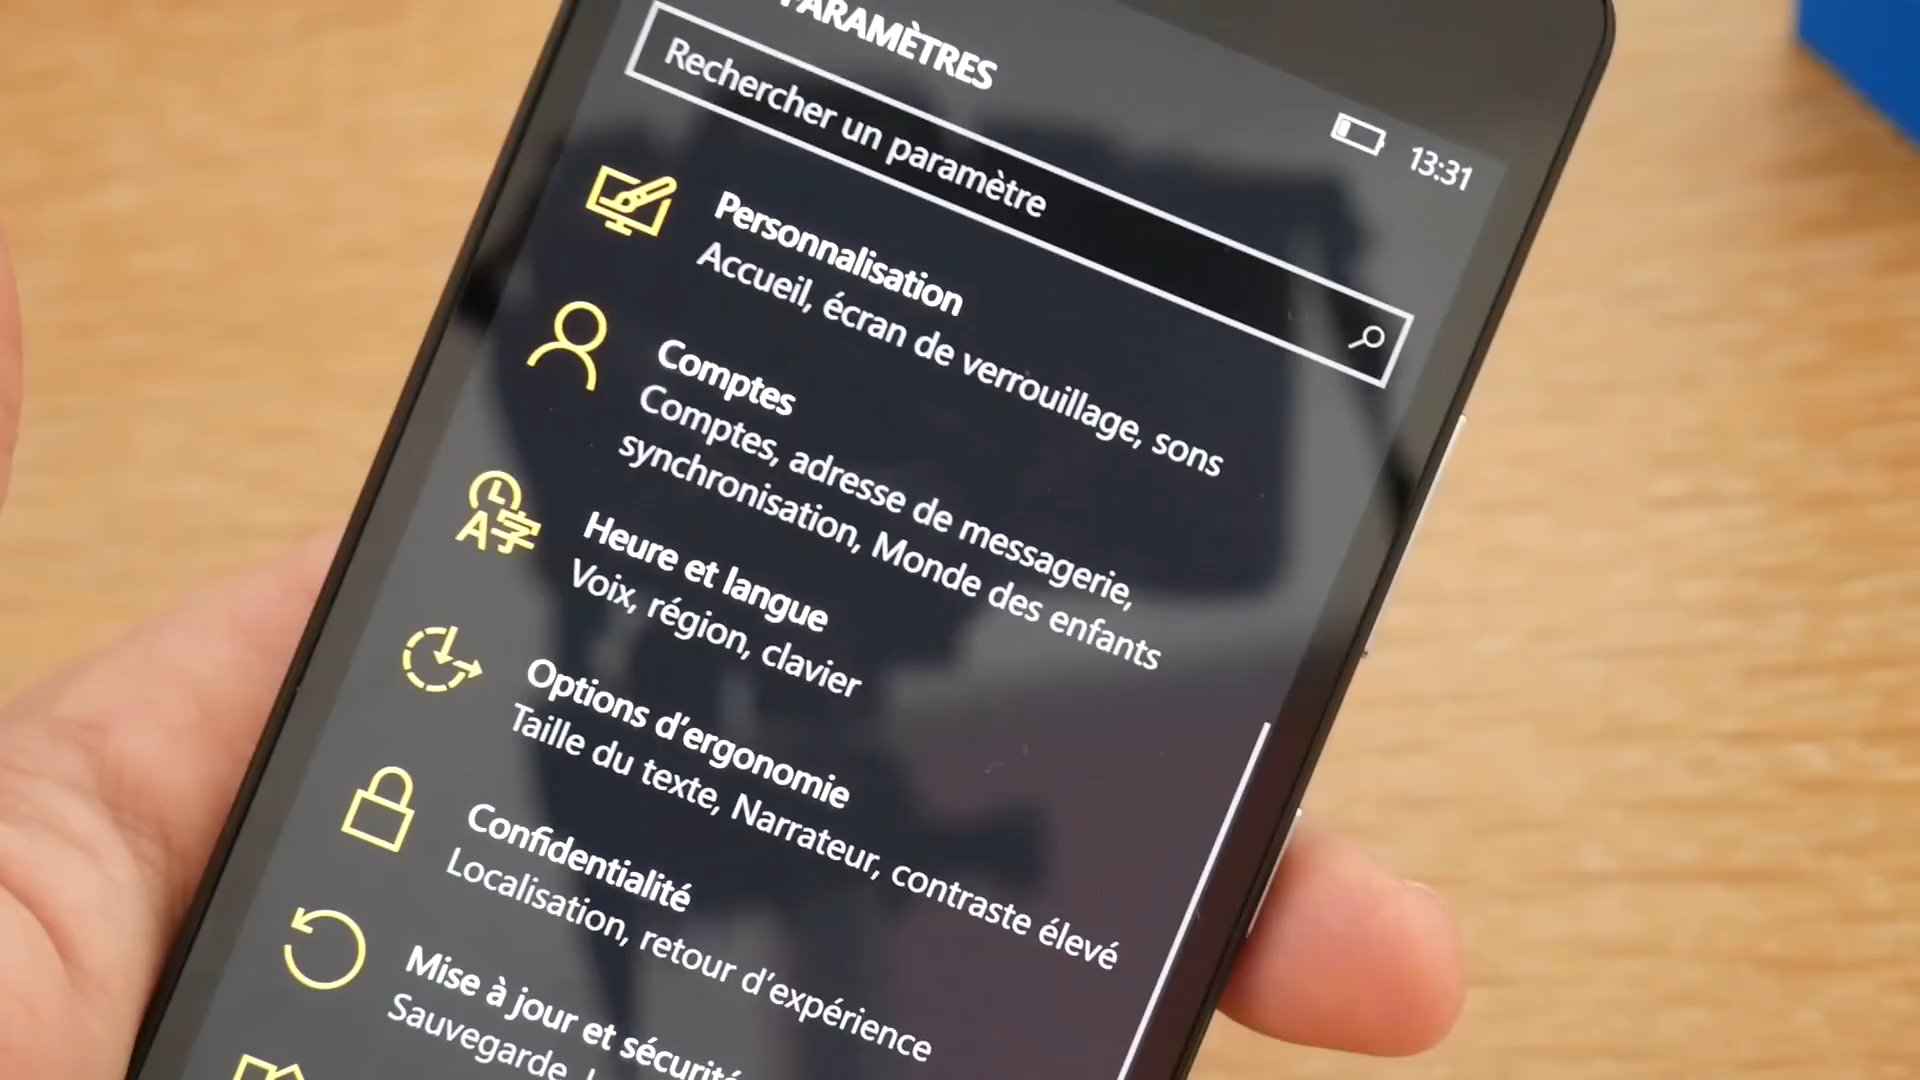 PARAMÈTRES
13:31
Rechercher un paramètre
Personnalisation
Accueil, écran de verrouillage, sons
Comptes
Comptes, adresse de messagerie,
synchronisation, Monde des enfants
Heure et langue
Voix, région, clavier
Options d'ergonomie
Taille du texte, Narrateur, contraste élevé
Confidentialité
Localisation, retour d'expérience
Mise à jour et sécurité
Sauvegarde,